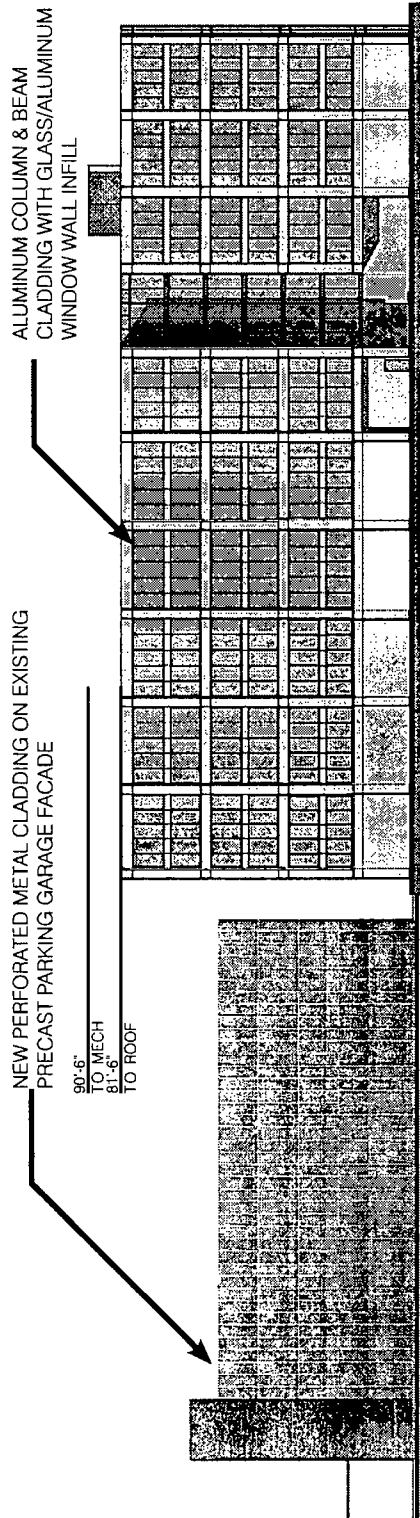 NEW PERFORATED METAL CLADDING ON EXISTING
PRECAST PARKING GARAGE FACADE
90'-6"
TO MECH
81'-6"
TO ROOF
ALUMINUM COLUMN & BEAM
CLADDING WITH GLASS/ALUMINUM
WINDOW WALL INFILL